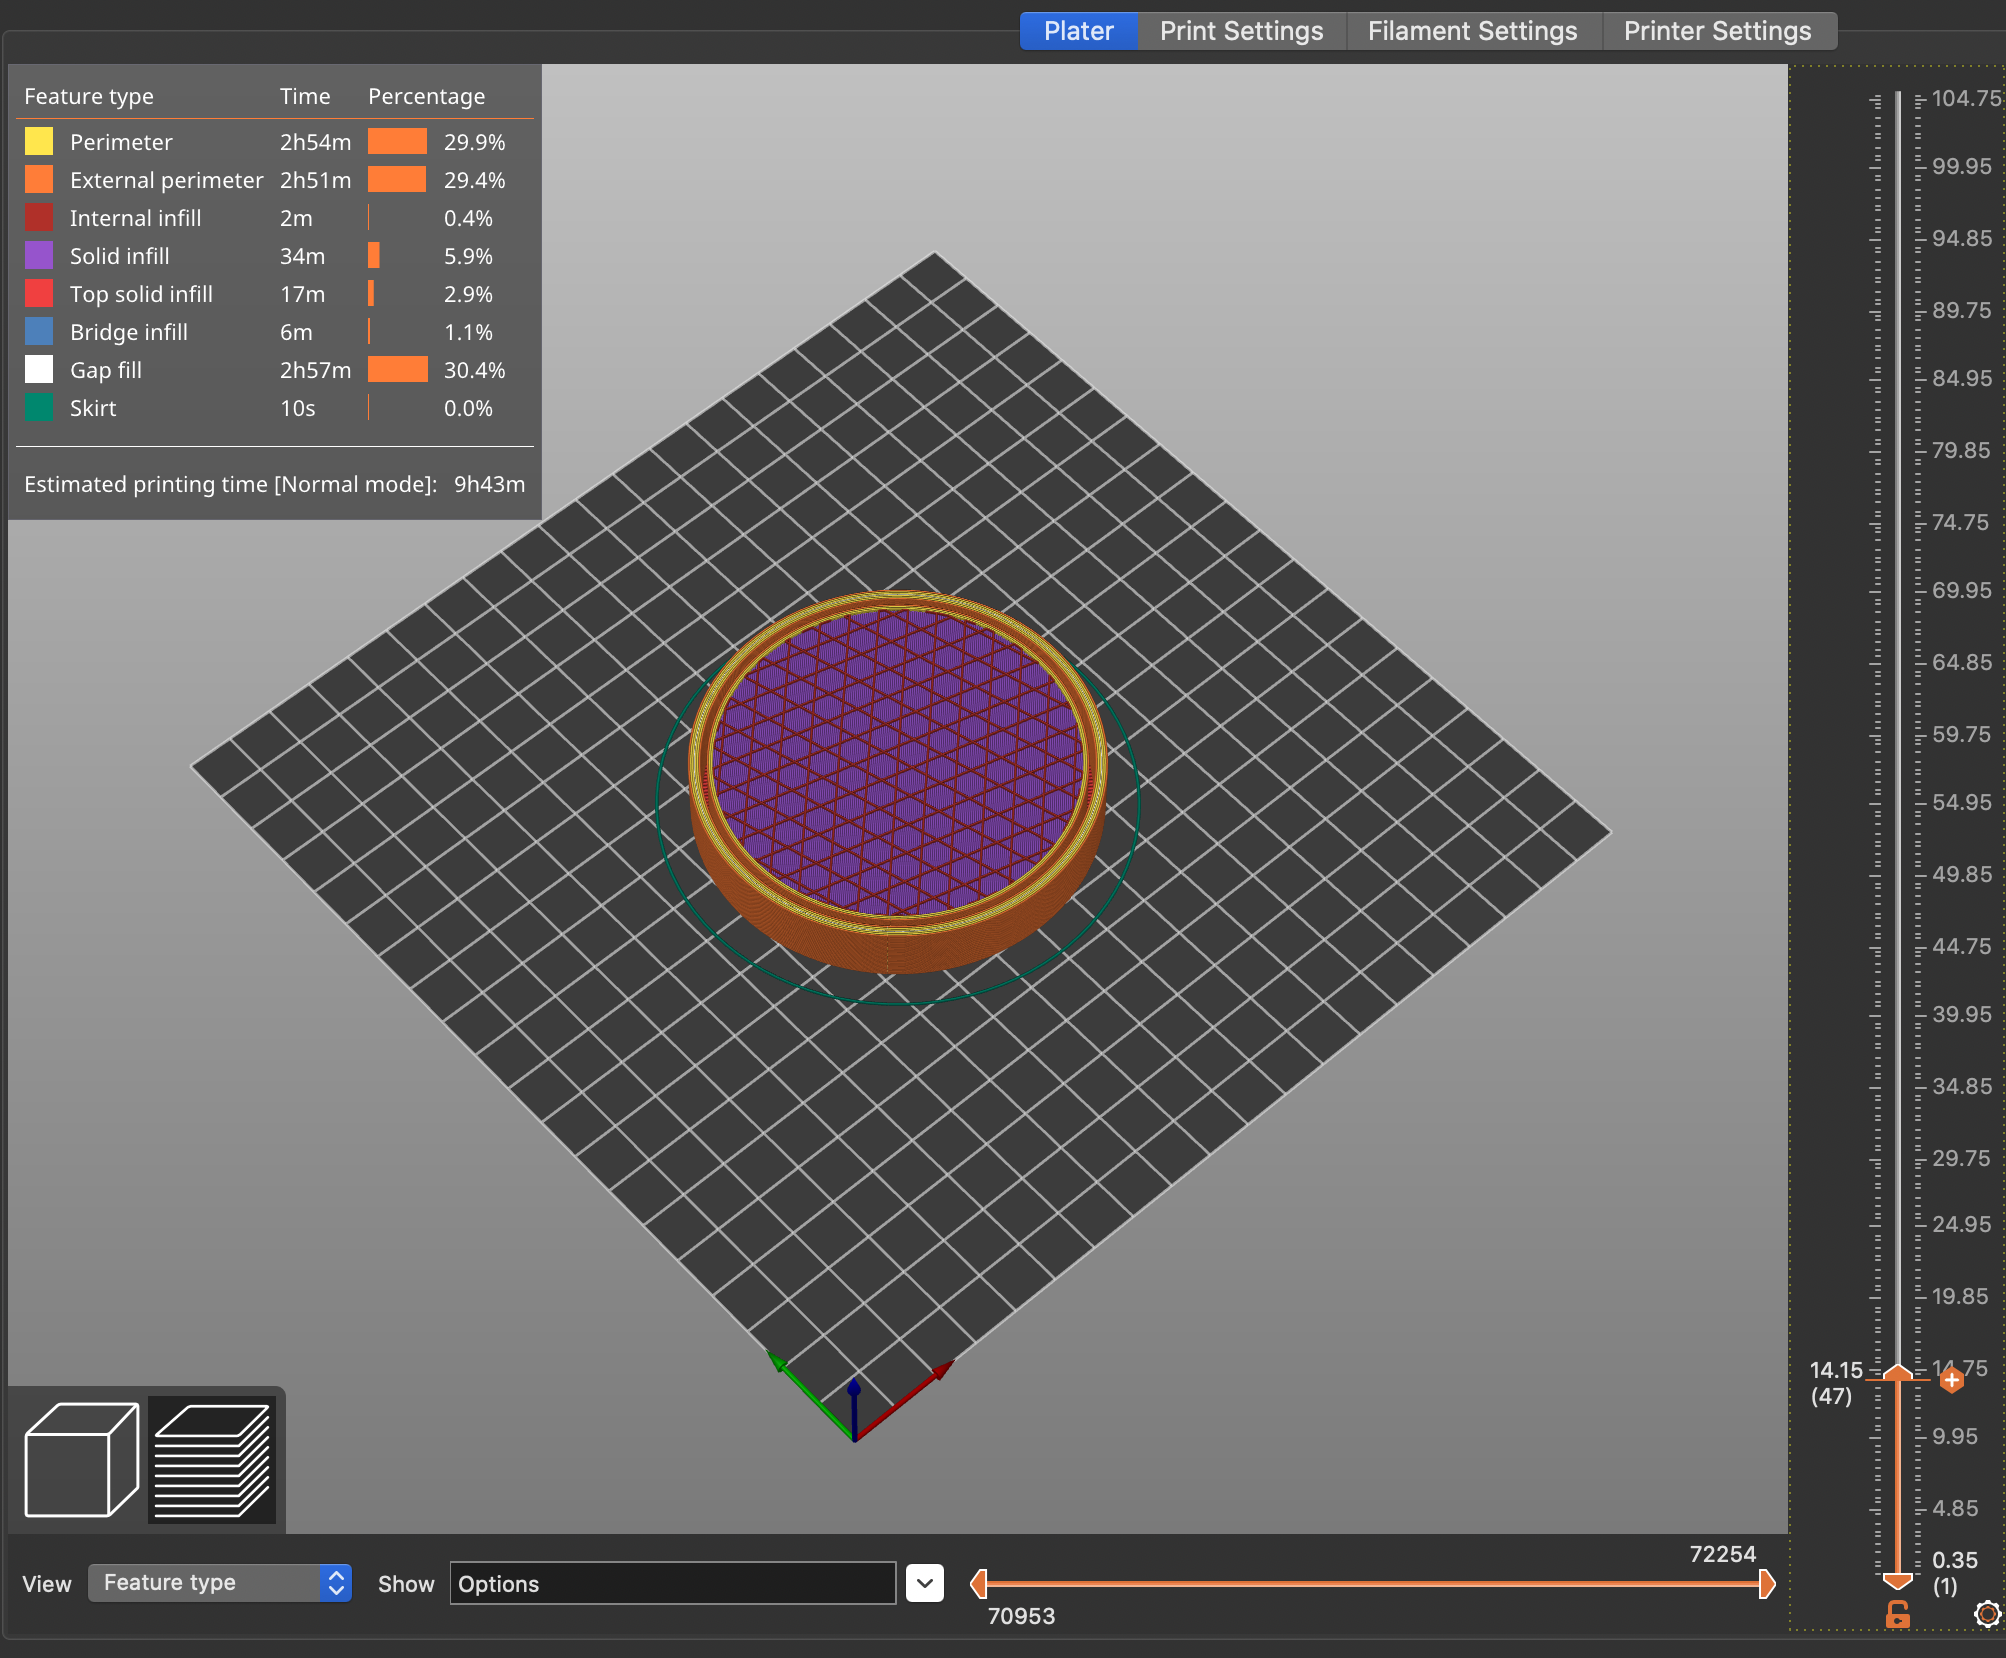 Plater Print Settings Filament Settings Printer Settings
Feature type Time Percentage
Perimeter 2h54m 29.9%
External perimeter 2h51m 29.4%
Internal infill 2m 0.4%
Solid infill 34m 5.9%
Top solid infill 17m 2.9%
Bridge infill 6m 1.1%
Gap fill 2h57m 30.4%
Skirt 10s 0.0%
Estimated printing time [Normal mode]: 9h43m
104.75
99.95
94.85
89.75
84.95
79.85
74.75
69.95
64.85
59.75
54.95
49.85
44.75
39.95
34.85
29.75
24.95
19.85
14.15 14.75
(47)
9.95
4.85
0.35
(1)
View Feature type Show Options
72254
70953